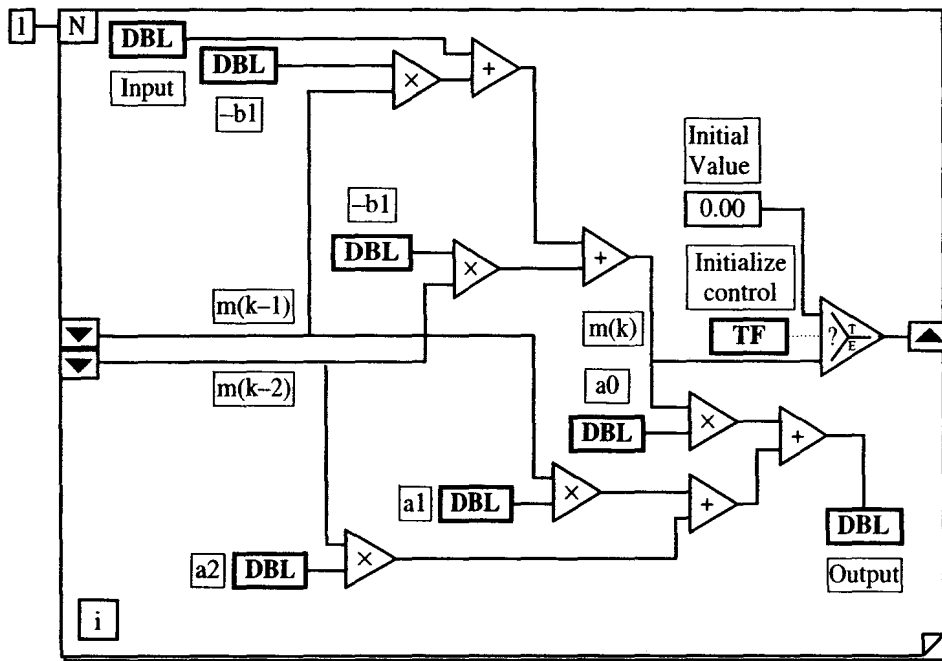 1
N
DBL
Input
DBL
–b1
×
+
–b1
DBL
×
+
Initial
Value
0.00
Initialize
control
TF
?
T
F
m(k–1)
m(k–2)
m(k)
a0
DBL
×
+
a1
DBL
×
+
a2
DBL
×
DBL
Output
i